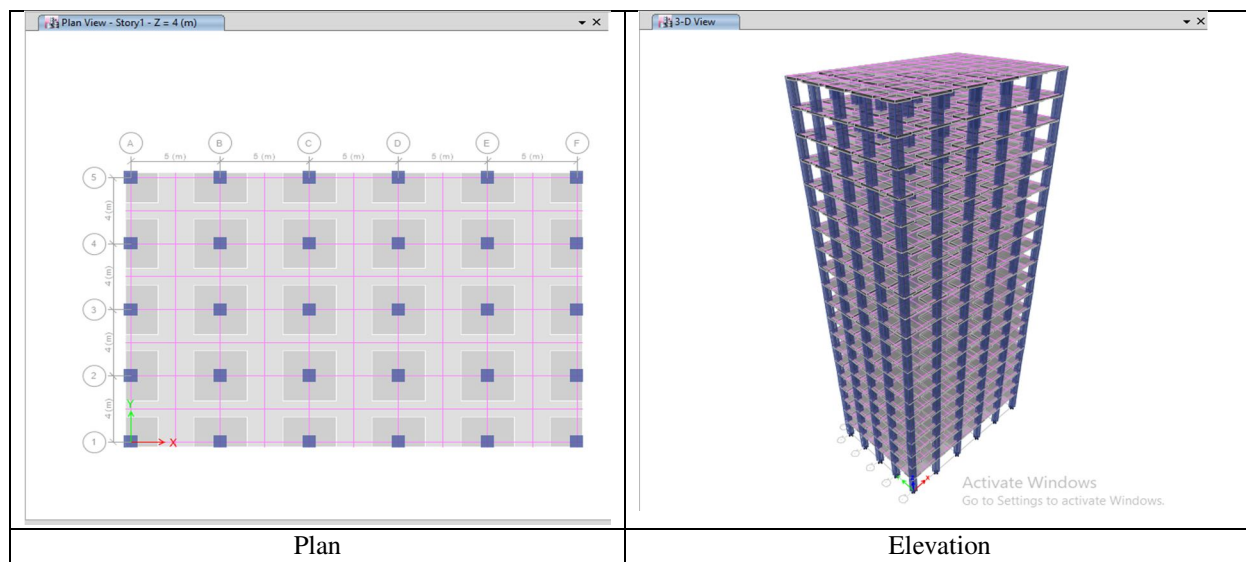 Plan View - Story1 - Z = 4 (m)
A B C D E F
5 (m) 5 (m) 5 (m) 5 (m) 5 (m)
5
4 (m)
4
4 (m)
3
4 (m)
2
4 (m)
Y
1
X
Plan
3-D View
Activate Windows
Go to Settings to activate Windows.
Elevation